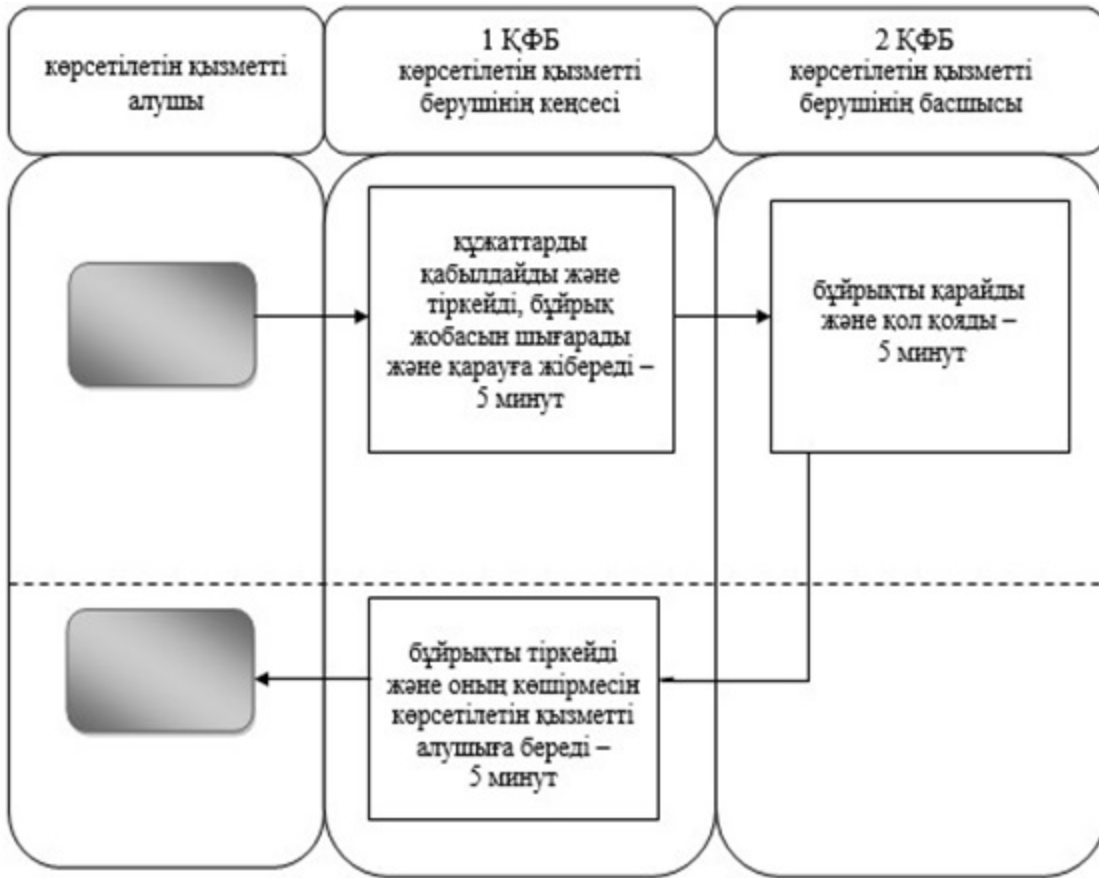 көрсетілетін қызметті
алушы
1 ҚФБ
көрсетілетін қызметті
берушінің кеңсесі
2 ҚФБ
көрсетілетін қызметті
берушінің басшысы
құжаттарды
қабылдайды және
тіркейді, бұйрық
жобасын шығарады
және қарауға жібереді –
5 минут
бұйрықты қарайды
және қол қояды –
5 минут
бұйрықты тіркейді
және оның көшірмесін
көрсетілетін қызметті
алушыға береді –
5 минут